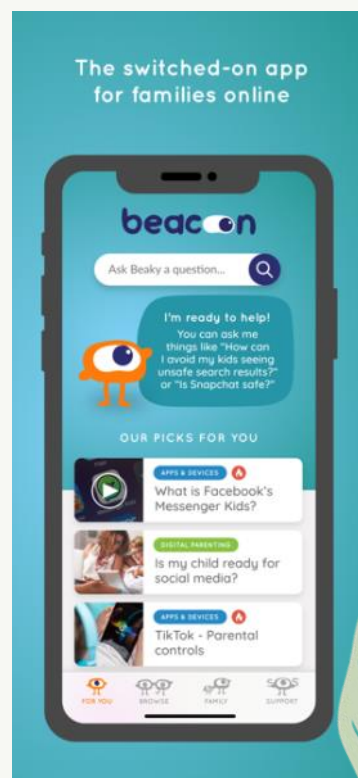 The switched-on app
for families online
beacon
Ask Beaky a question...
I'm ready to help!
You can ask me
things like "How can
I avoid my kids seeing
unsafe search results?"
or "Is Snapchat safe?"
OUR PICKS FOR YOU
APPS & DEVICES
What is Facebook's
Messenger Kids?
DIGITAL PARENTING
Is my child ready for
social media?
APPS & DEVICES
TikTok - Parental
controls
FOR YOU BROWSE FAMILY SUPPORT